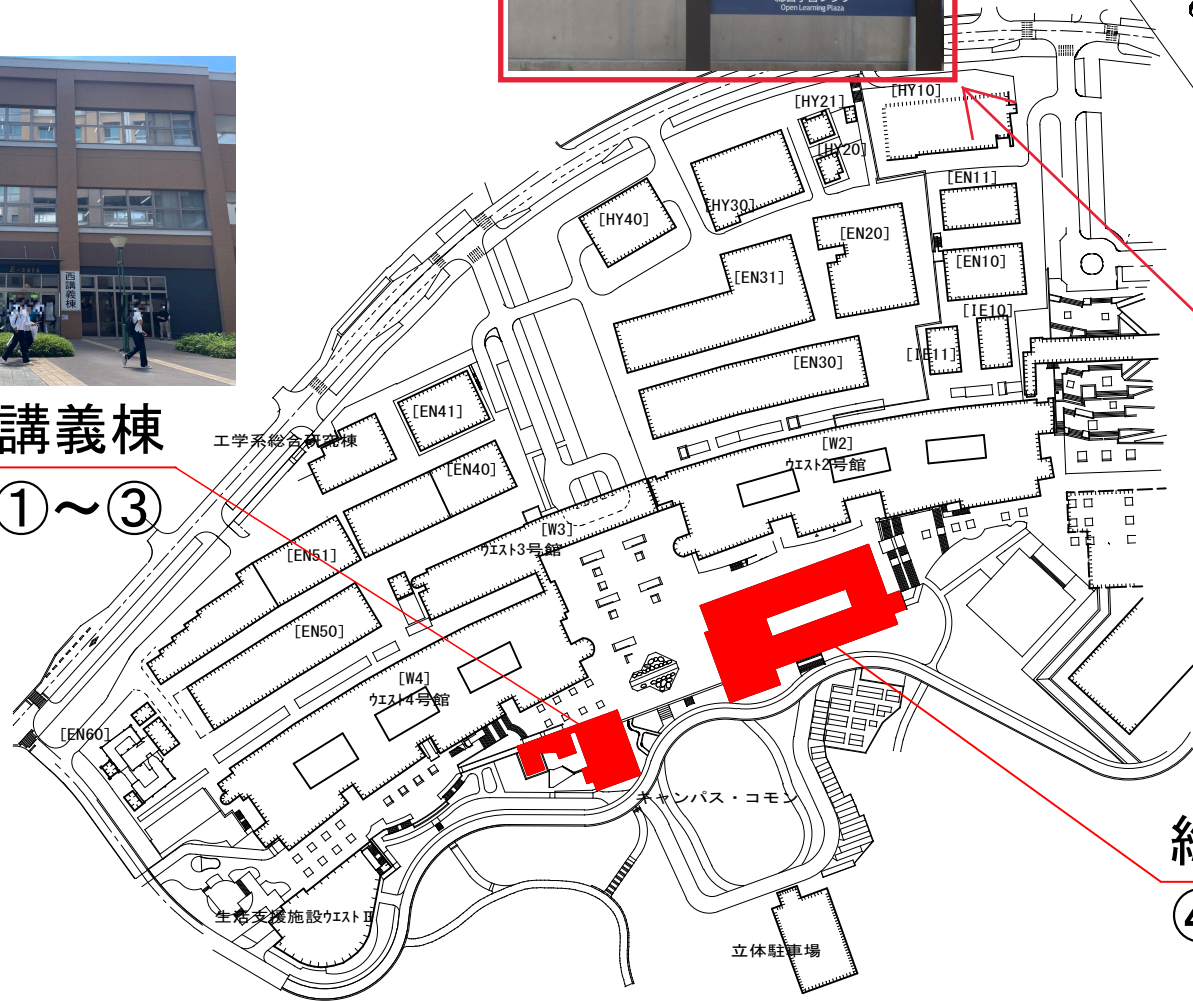 Open Learning Plaza
[HY10]
[HY21]
[HY20]
[EN11]
[HY30]
[HY40]
[EN20]
[EN10]
[EN31]
[IE10]
[IE11]
[EN30]
西講義棟
講義棟
①～③
[EN41]
工学系総合研究棟
[EN40]
[W2]
ウエスト2号館
[W3]
ウエスト3号館
[EN51]
[EN50]
[W4]
ウエスト4号館
[EN60]
キャンパス・コモン
生活支援施設ウエストⅡ
立体駐車場